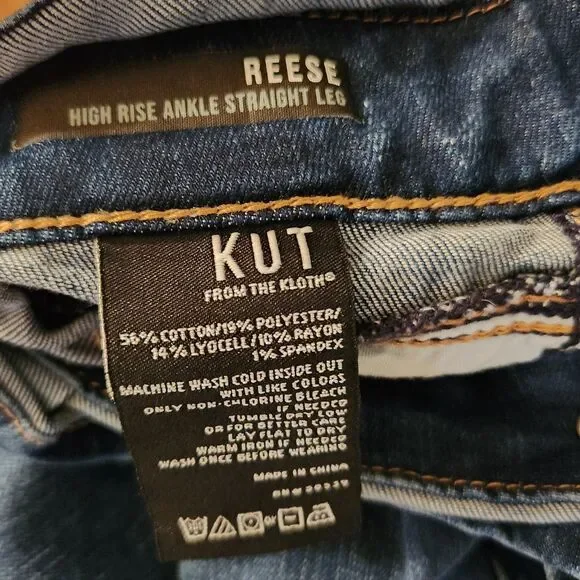 REESE
HIGH RISE ANKLE STRAIGHT LEG
KUT
FROM THE KLOTH®
56% COTTON/19% POLYESTER/
14% LYOCELL/10% RAYON
1% SPANDEX
MACHINE WASH COLD INSIDE OUT
WITH LIKE COLORS
ONLY NON-CHLORINE BLEACH
IF NEEDED
TUMBLE DRY LOW
OR FOR BETTER CARE
LAY FLAT TO DRY
WARM IRON IF NEEDED
WASH ONCE BEFORE WEARING
MADE IN CHINA
or